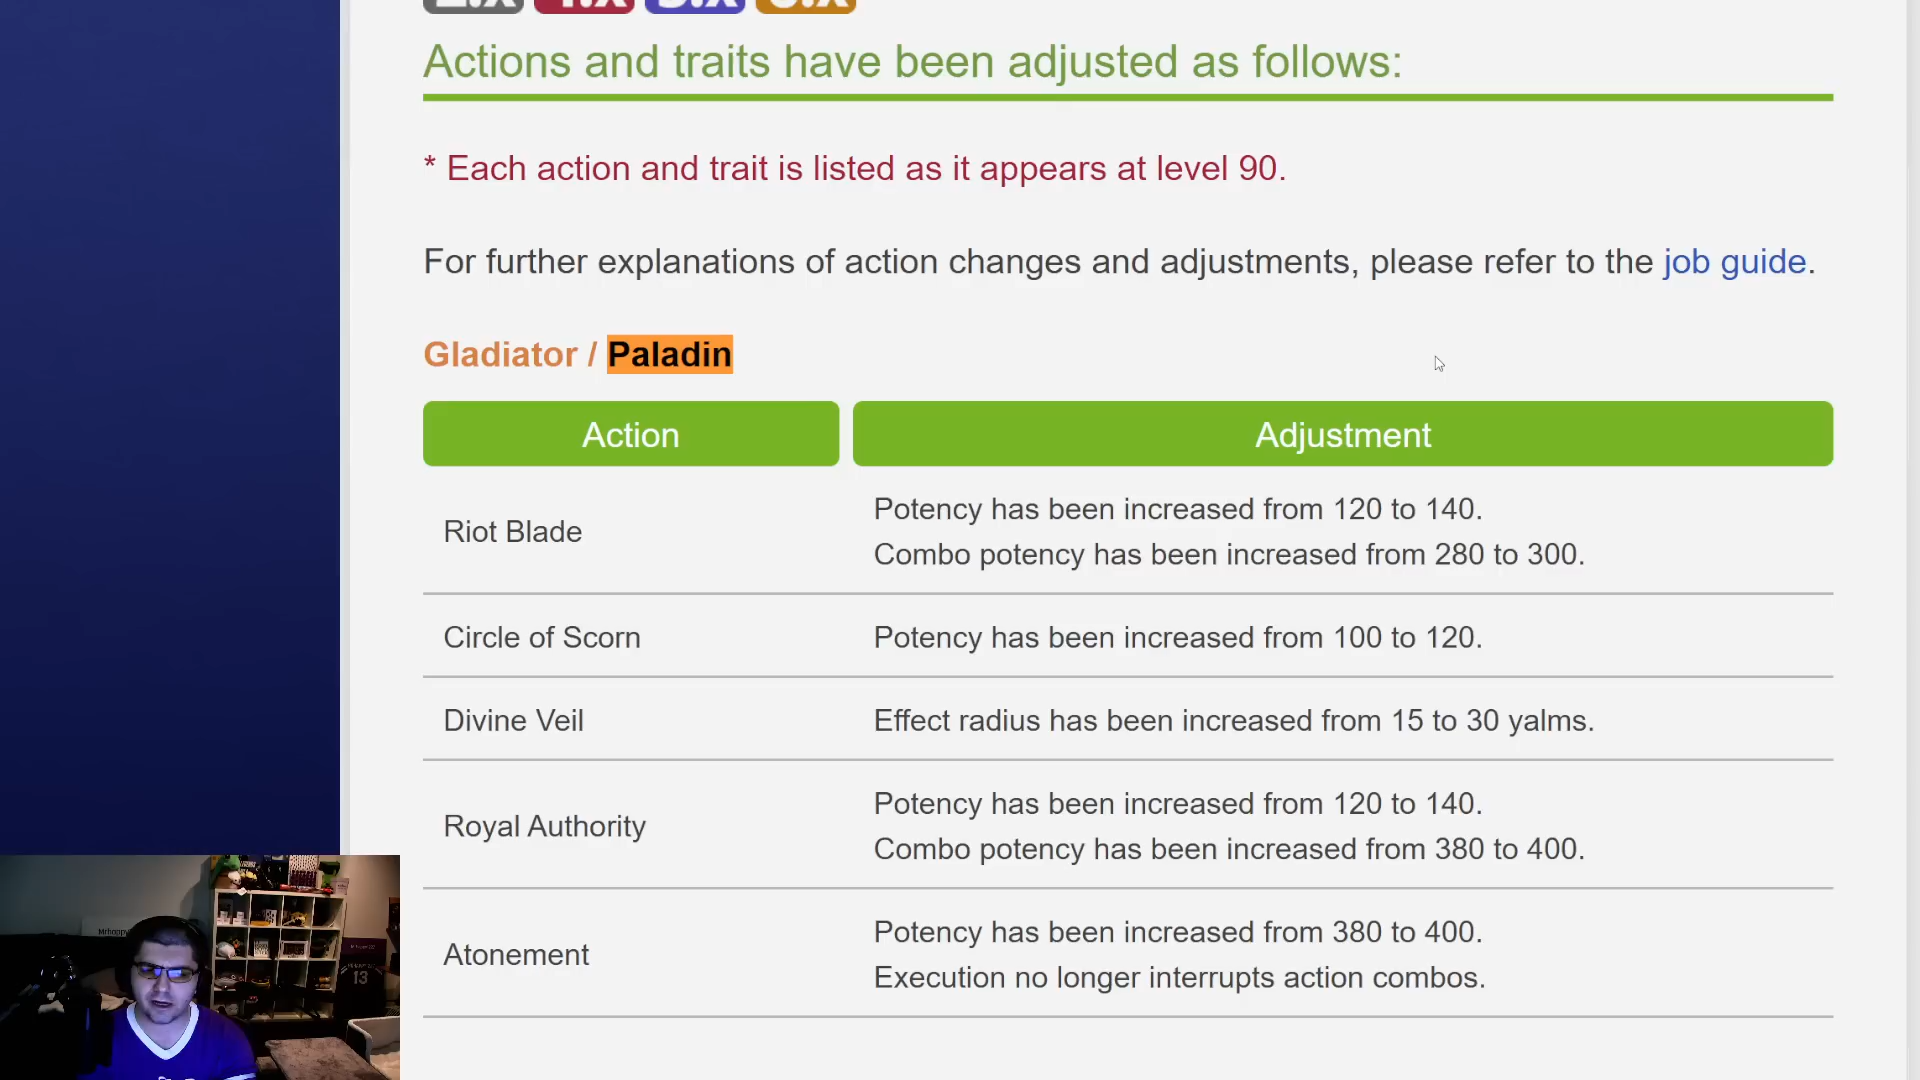 Actions and traits have been adjusted as follows:
* Each action and trait is listed as it appears at level 90.
For further explanations of action changes and adjustments, please refer to the job guide.
Gladiator / Paladin
Action
Adjustment
Riot Blade
Potency has been increased from 120 to 140.
Combo potency has been increased from 280 to 300.
Circle of Scorn
Potency has been increased from 100 to 120.
Divine Veil
Effect radius has been increased from 15 to 30 yalms.
Royal Authority
Potency has been increased from 120 to 140.
Combo potency has been increased from 380 to 400.
Atonement
Potency has been increased from 380 to 400.
Execution no longer interrupts action combos.
13